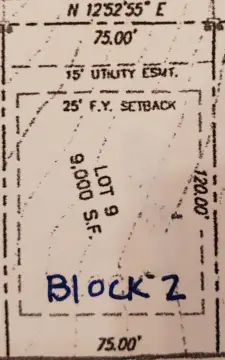 N 12°52'55" E
75.00'
15' UTILITY ESMT.
25' F.Y. SETBACK
LOT 9
9,000 S.F.
120.00'
BLOCK 2
75.00'